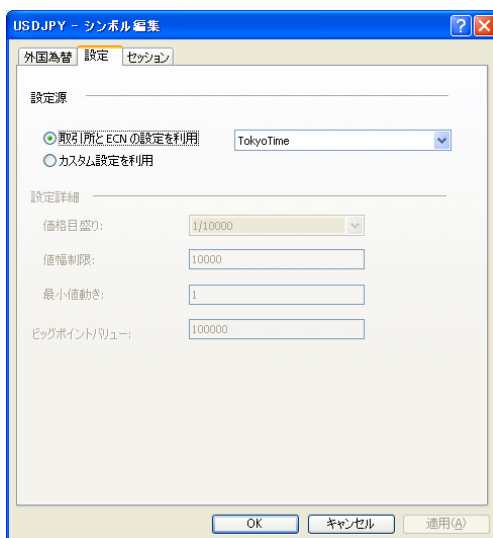 USDJPY - シンボル編集
外国為替 設定 セッション
設定源
取引所と ECN の設定を利用 TokyoTime
カスタム設定を利用
設定詳細
価格目盛り: 1/10000
値幅制限: 10000
最小値動き: 1
ビッグポイントバリュー: 100000
OK キャンセル 適用(A)